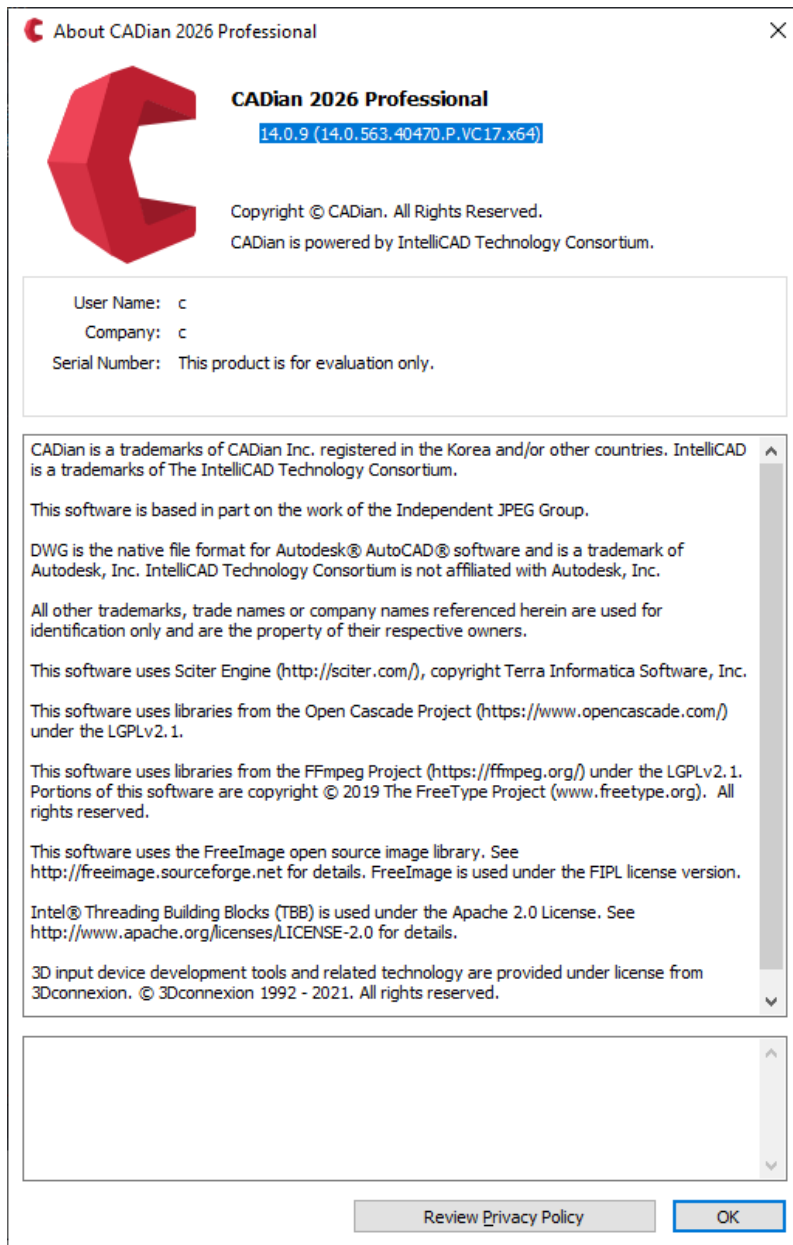 About CADian 2026 Professional
CADian 2026 Professional
14.0.9 (14.0.563.40470.P.VC17.x64)
Copyright © CADian. All Rights Reserved.
CADian is powered by IntelliCAD Technology Consortium.
User Name: c
Company: c
Serial Number: This product is for evaluation only.
CADian is a trademarks of CADian Inc. registered in the Korea and/or other countries. IntelliCAD
is a trademarks of The IntelliCAD Technology Consortium.
This software is based in part on the work of the Independent JPEG Group.
DWG is the native file format for Autodesk® AutoCAD® software and is a trademark of
Autodesk, Inc. IntelliCAD Technology Consortium is not affiliated with Autodesk, Inc.
All other trademarks, trade names or company names referenced herein are used for
identification only and are the property of their respective owners.
This software uses Sciter Engine (http://sciter.com/), copyright Terra Informatica Software, Inc.
This software uses libraries from the Open Cascade Project (https://www.opencascade.com/)
under the LGPLv2.1.
This software uses libraries from the FFmpeg Project (https://ffmpeg.org/) under the LGPLv2.1.
Portions of this software are copyright © 2019 The FreeType Project (www.freetype.org).  All
rights reserved.
This software uses the FreeImage open source image library. See
http://freeimage.sourceforge.net for details. FreeImage is used under the FIPL license version.
Intel® Threading Building Blocks (TBB) is used under the Apache 2.0 License. See
http://www.apache.org/licenses/LICENSE-2.0 for details.
3D input device development tools and related technology are provided under license from
3Dconnexion. © 3Dconnexion 1992 - 2021. All rights reserved.
Review Privacy Policy
OK